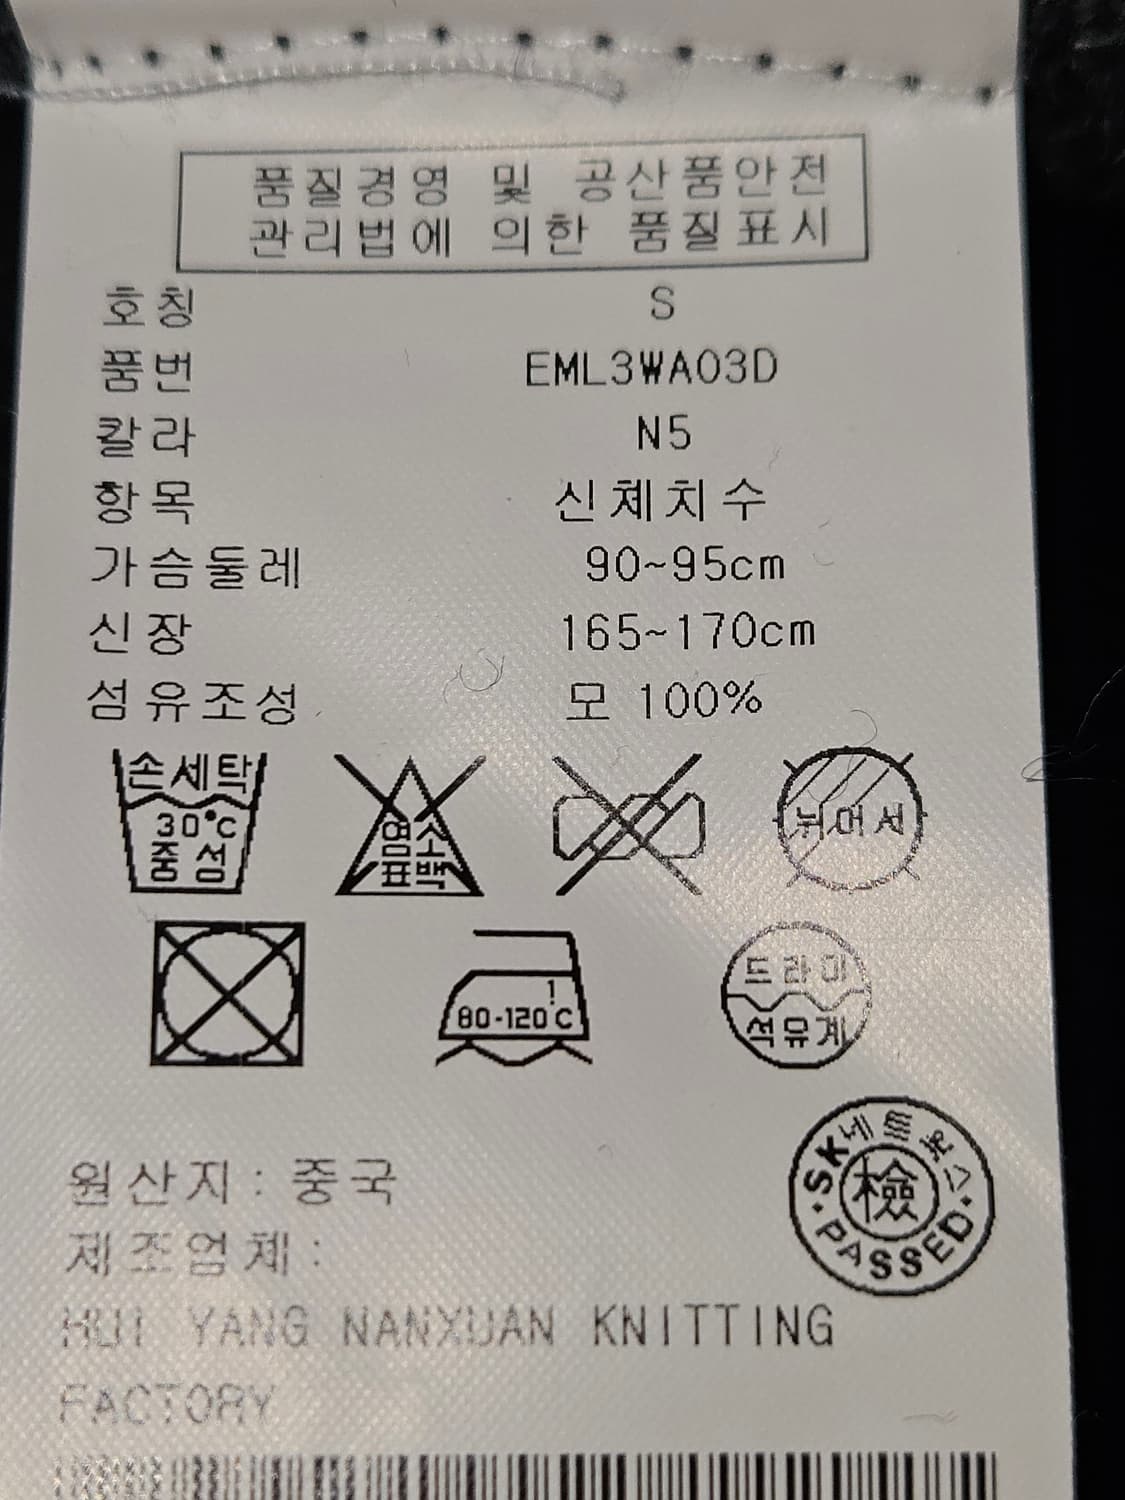 품질경영 및 공산품안전
관리법에 의한 품질표시
호칭 S
품번 EML3WA03D
칼라 N5
항목 신체치수
가슴둘레 90~95cm
신장 165~170cm
섬유조성 모 100%
손세탁
30°C
중성
염소
표백
뉘어서
1
80-120°C
드라이
석유계
SK네트웍스
檢
PASSED
원산지: 중국
제조업체:
HUI YANG NANXUAN KNITTING
FACTORY